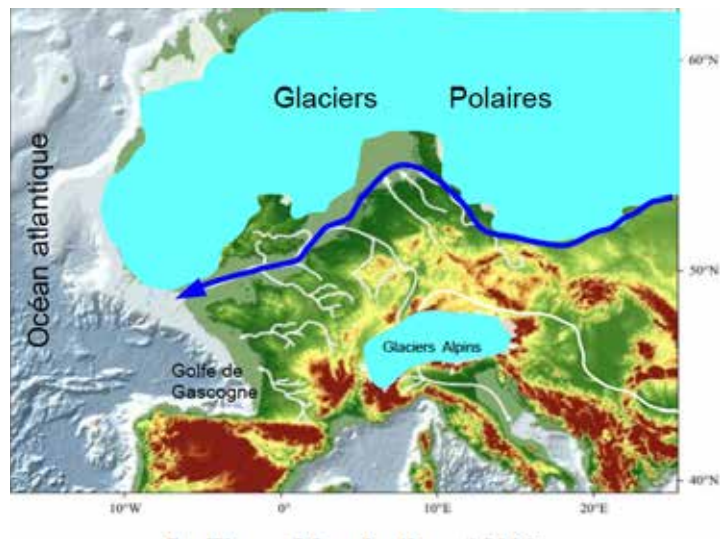 Glaciers Polaires
Océan atlantique
Glaciers Alpins
Golfe de
Gascogne
60°N
50°N
40°N
10°W
0°
10°E
20°E